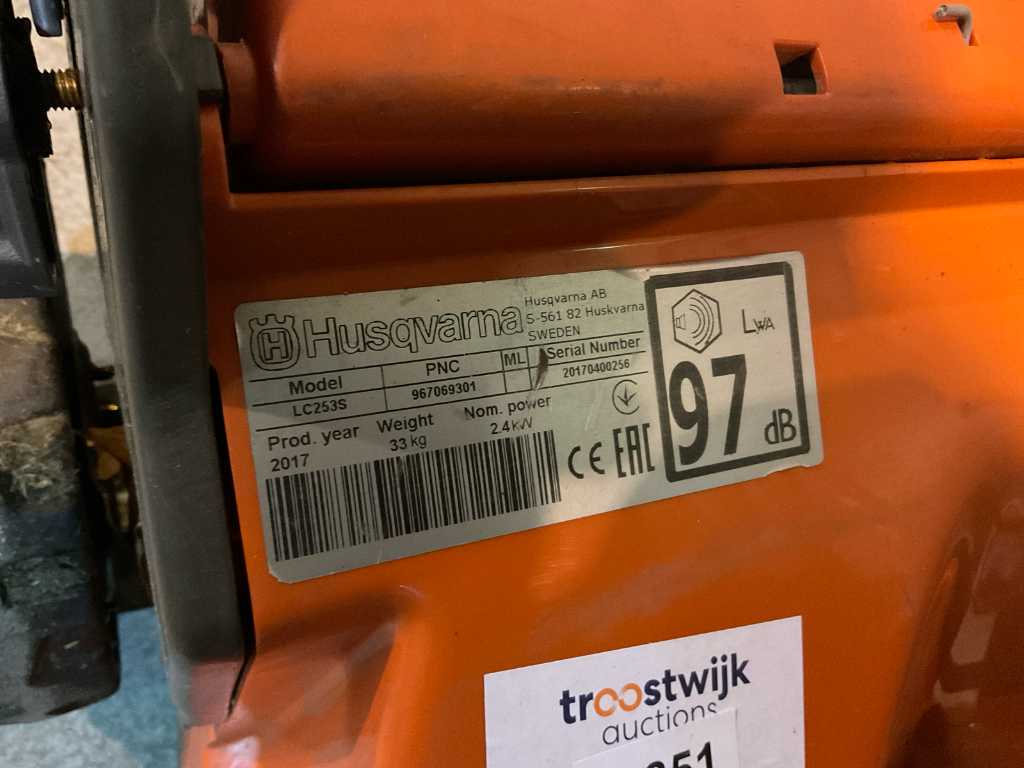 Husqvarna
Husqvarna AB
S-561 82 Huskvarna
SWEDEN
Model PNC ML Serial Number
LC253S 967069301 20170400256
Prod. year Weight Nom. power
2017 33 kg 2.4 kW
CE EAC
LWA
97 dB
troostwijk
auctions